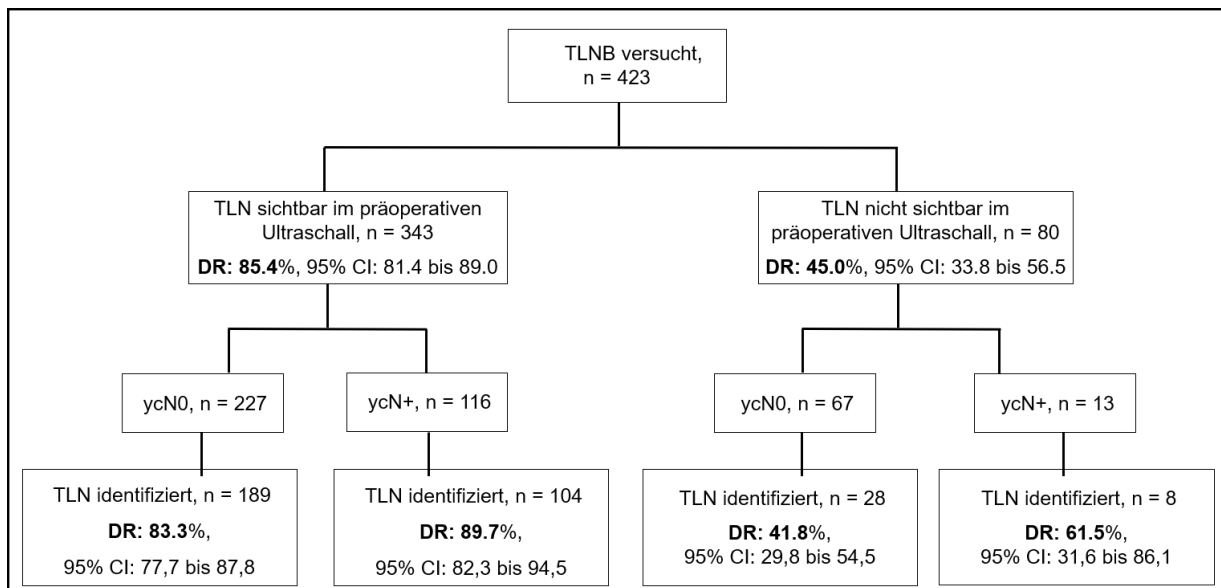 TLNB versucht,
n = 423
TLN sichtbar im präoperativen
Ultraschall, n = 343
DR: 85.4%, 95% CI: 81.4 bis 89.0
TLN nicht sichtbar im
präoperativen Ultraschall, n = 80
DR: 45.0%, 95% CI: 33.8 bis 56.5
ycN0, n = 227
ycN+, n = 116
ycN0, n = 67
ycN+, n = 13
TLN identifiziert, n = 189
DR: 83.3%,
95% CI: 77,7 bis 87,8
TLN identifiziert, n = 104
DR: 89.7%,
95% CI: 82,3 bis 94,5
TLN identifiziert, n = 28
DR: 41.8%,
95% CI: 29,8 bis 54,5
TLN identifiziert, n = 8
DR: 61.5%,
95% CI: 31,6 bis 86,1